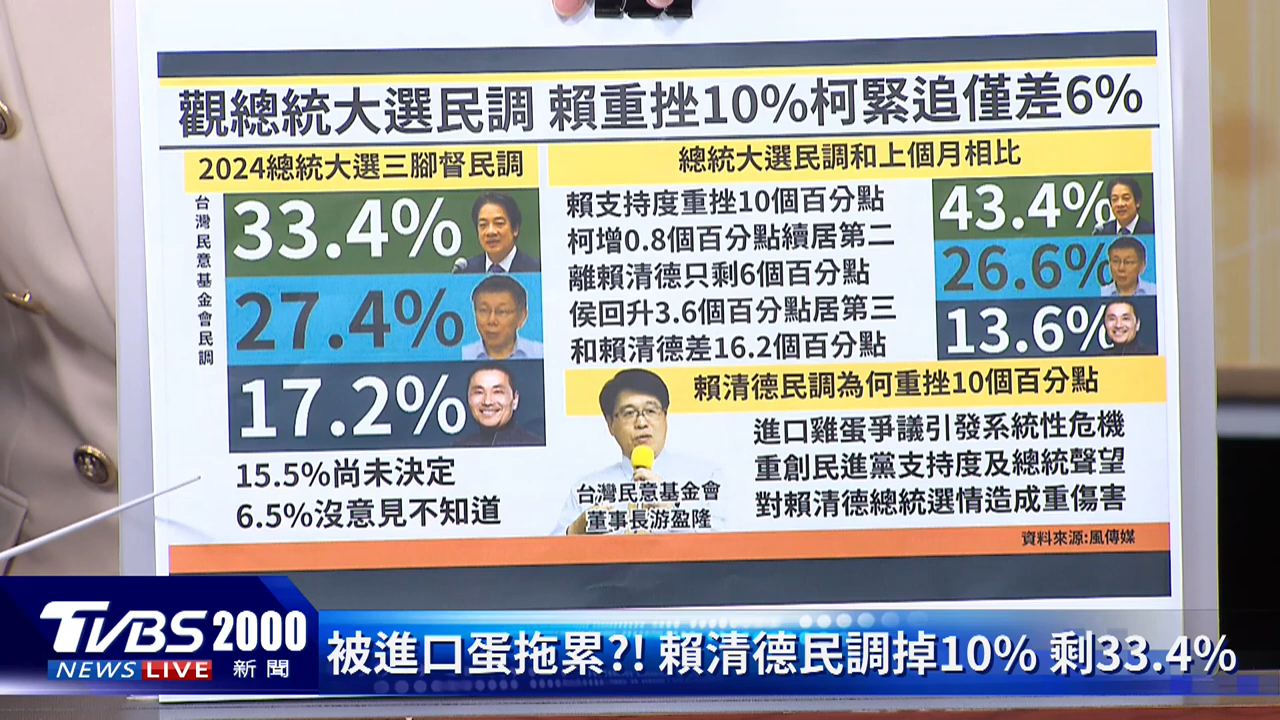 觀總統大選民調 賴重挫10%柯緊追僅差6%
2024總統大選三腳督民調
台灣民意基金會民調
33.4%
27.4%
17.2%
15.5%尚未決定
6.5%沒意見不知道
總統大選民調和上個月相比
賴支持度重挫10個百分點
柯增0.8個百分點續居第二
離賴清德只剩6個百分點
侯回升3.6個百分點居第三
和賴清德差16.2個百分點
43.4%
26.6%
13.6%
賴清德民調為何重挫10個百分點
進口雞蛋爭議引發系統性危機
重創民進黨支持度及總統聲望
對賴清德總統選情造成重傷害
台灣民意基金會
董事長游盈隆
資料來源:風傳媒
TVBS 2000
NEWS LIVE 新聞
被進口蛋拖累?! 賴清德民調掉10% 剩33.4%